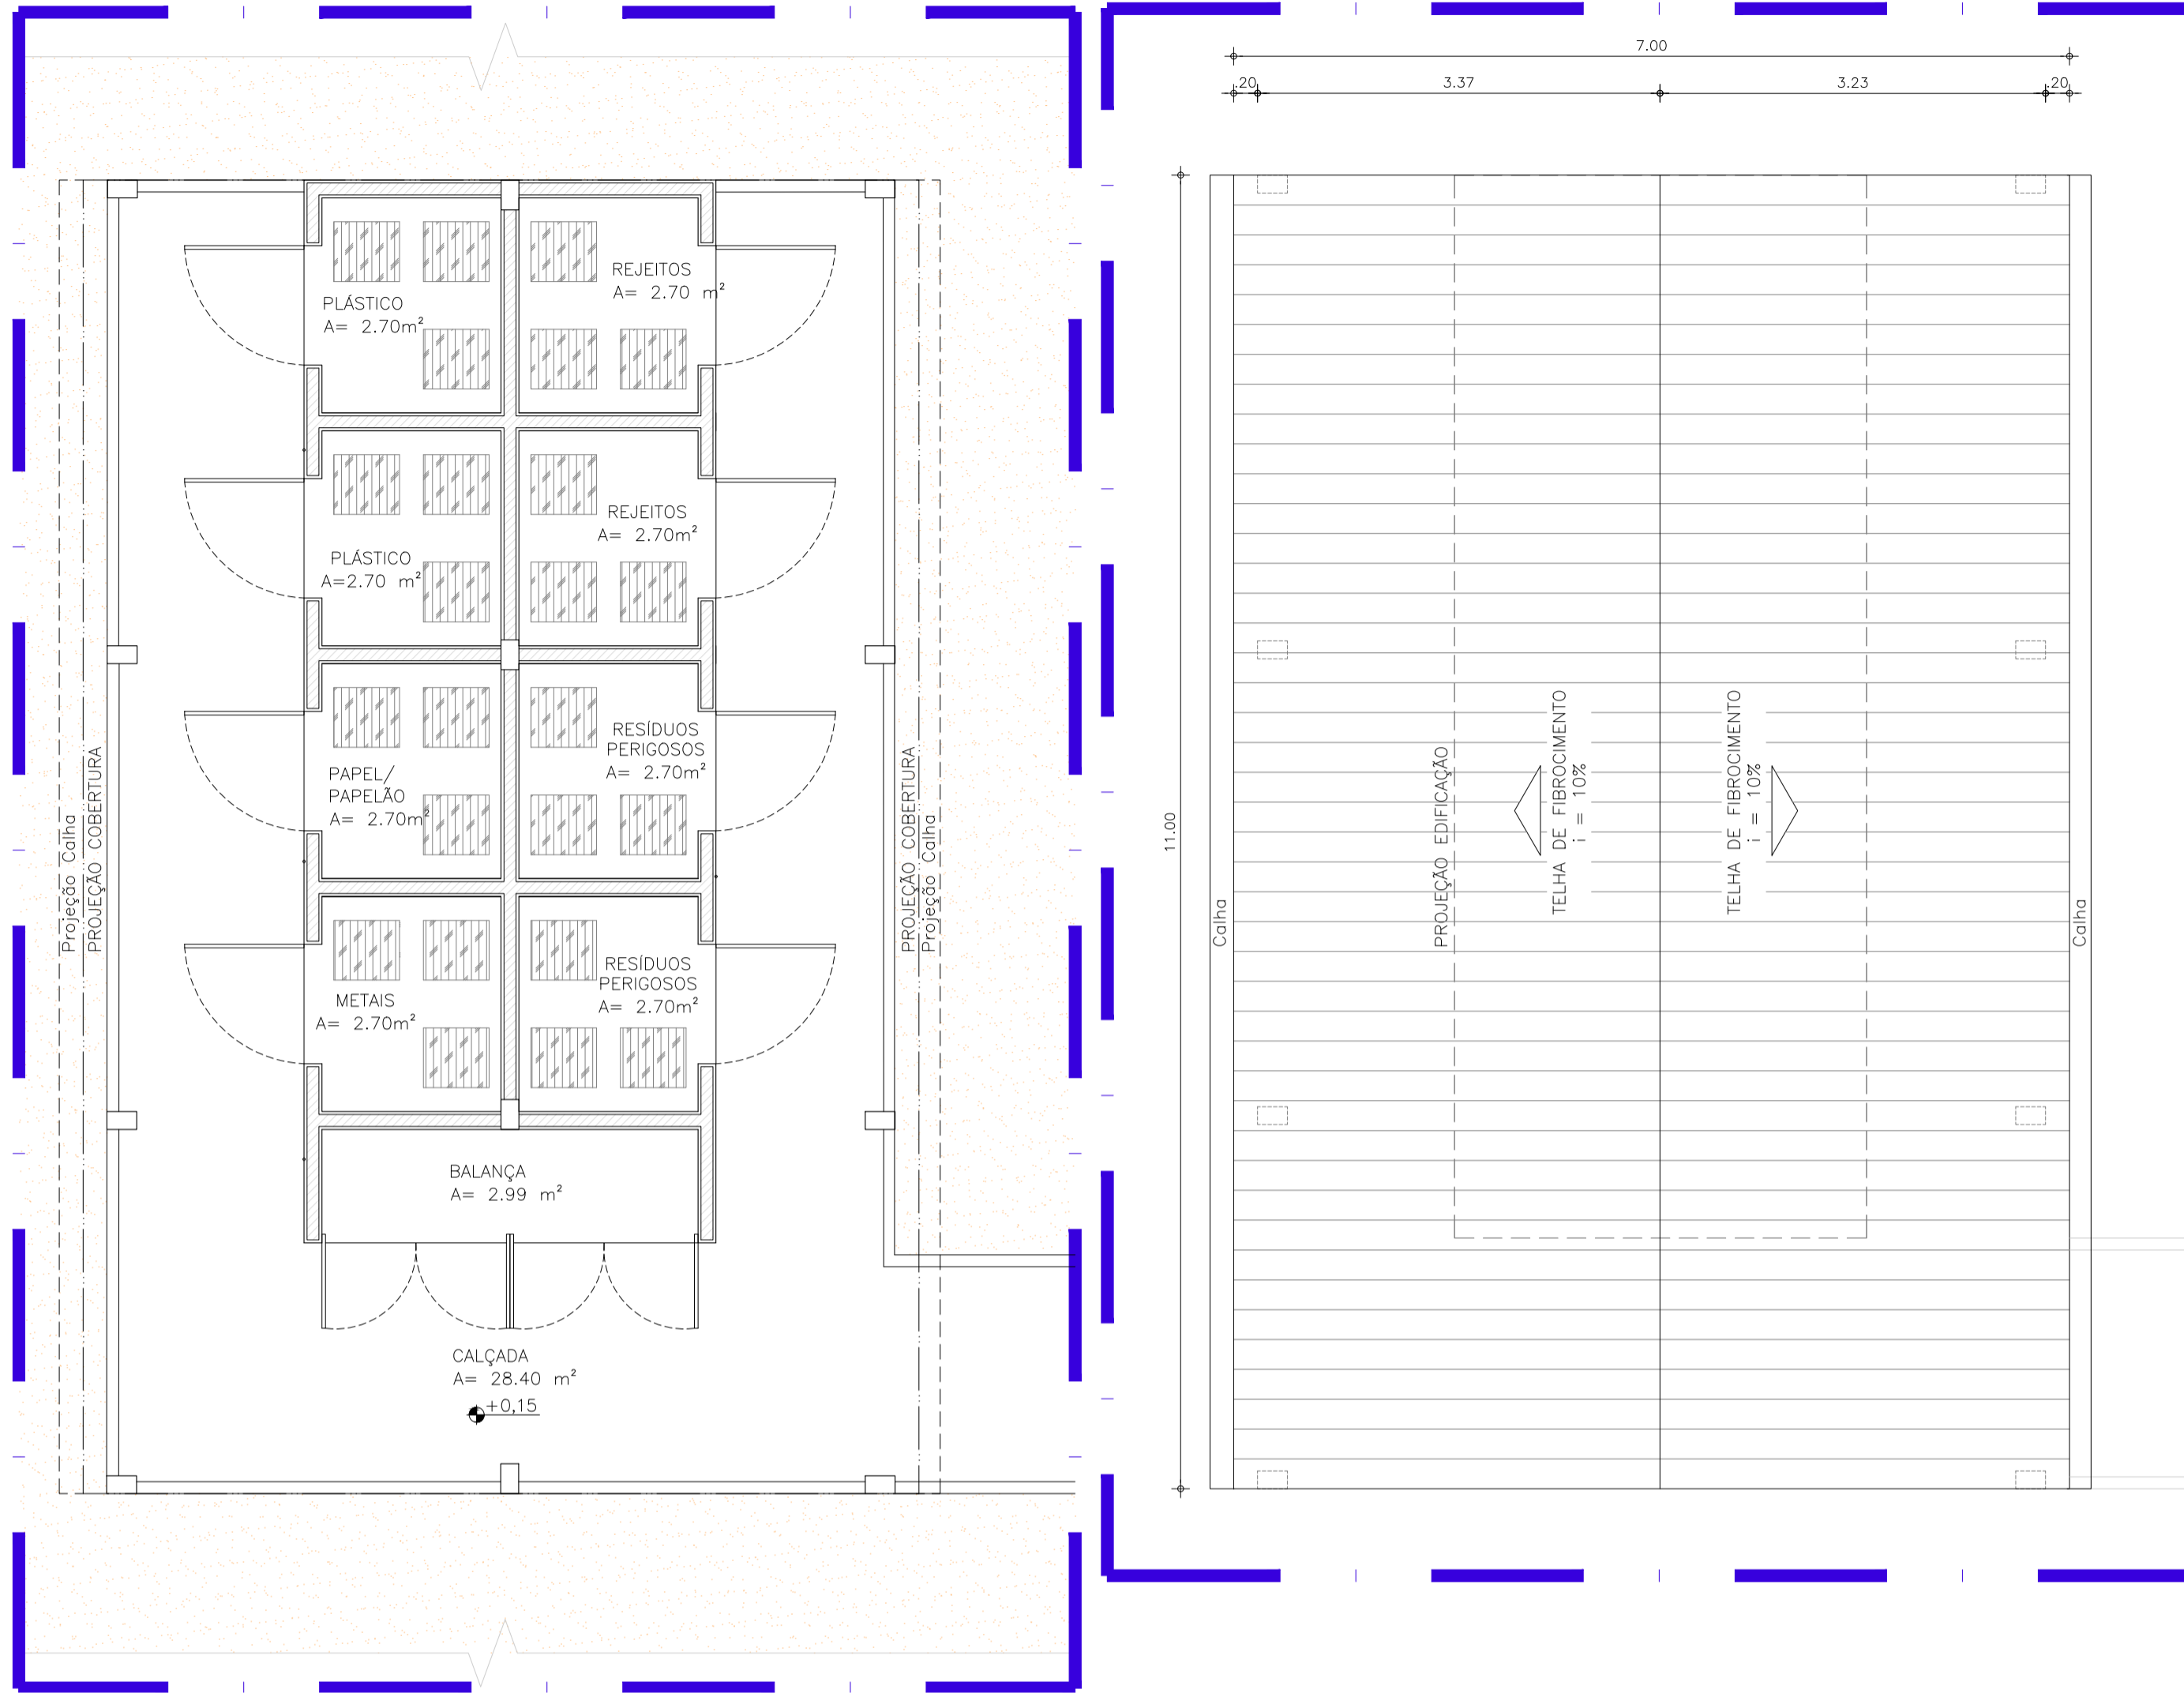 REJEITOS
A= 2.70 m²
PLÁSTICO
A= 2.70m²
REJEITOS
A= 2.70m²
PLÁSTICO
A=2.70 m²
RESÍDUOS
PERIGOSOS
A= 2.70m²
PAPEL/
PAPELÃO
A= 2.70m²
RESÍDUOS
PERIGOSOS
A= 2.70m²
METAIS
A= 2.70m²
BALANÇA
A= 2.99 m²
CALÇADA
A= 28.40 m²
+0,15
Projeção Calha
PROJEÇÃO COBERTURA
PROJEÇÃO COBERTURA
Projeção Calha
7.00
.20
3.37
3.23
.20
11.00
Calha
PROJEÇÃO EDIFICAÇÃO
TELHA DE FIBROCIMENTO
i = 10%
TELHA DE FIBROCIMENTO
i = 10%
Calha